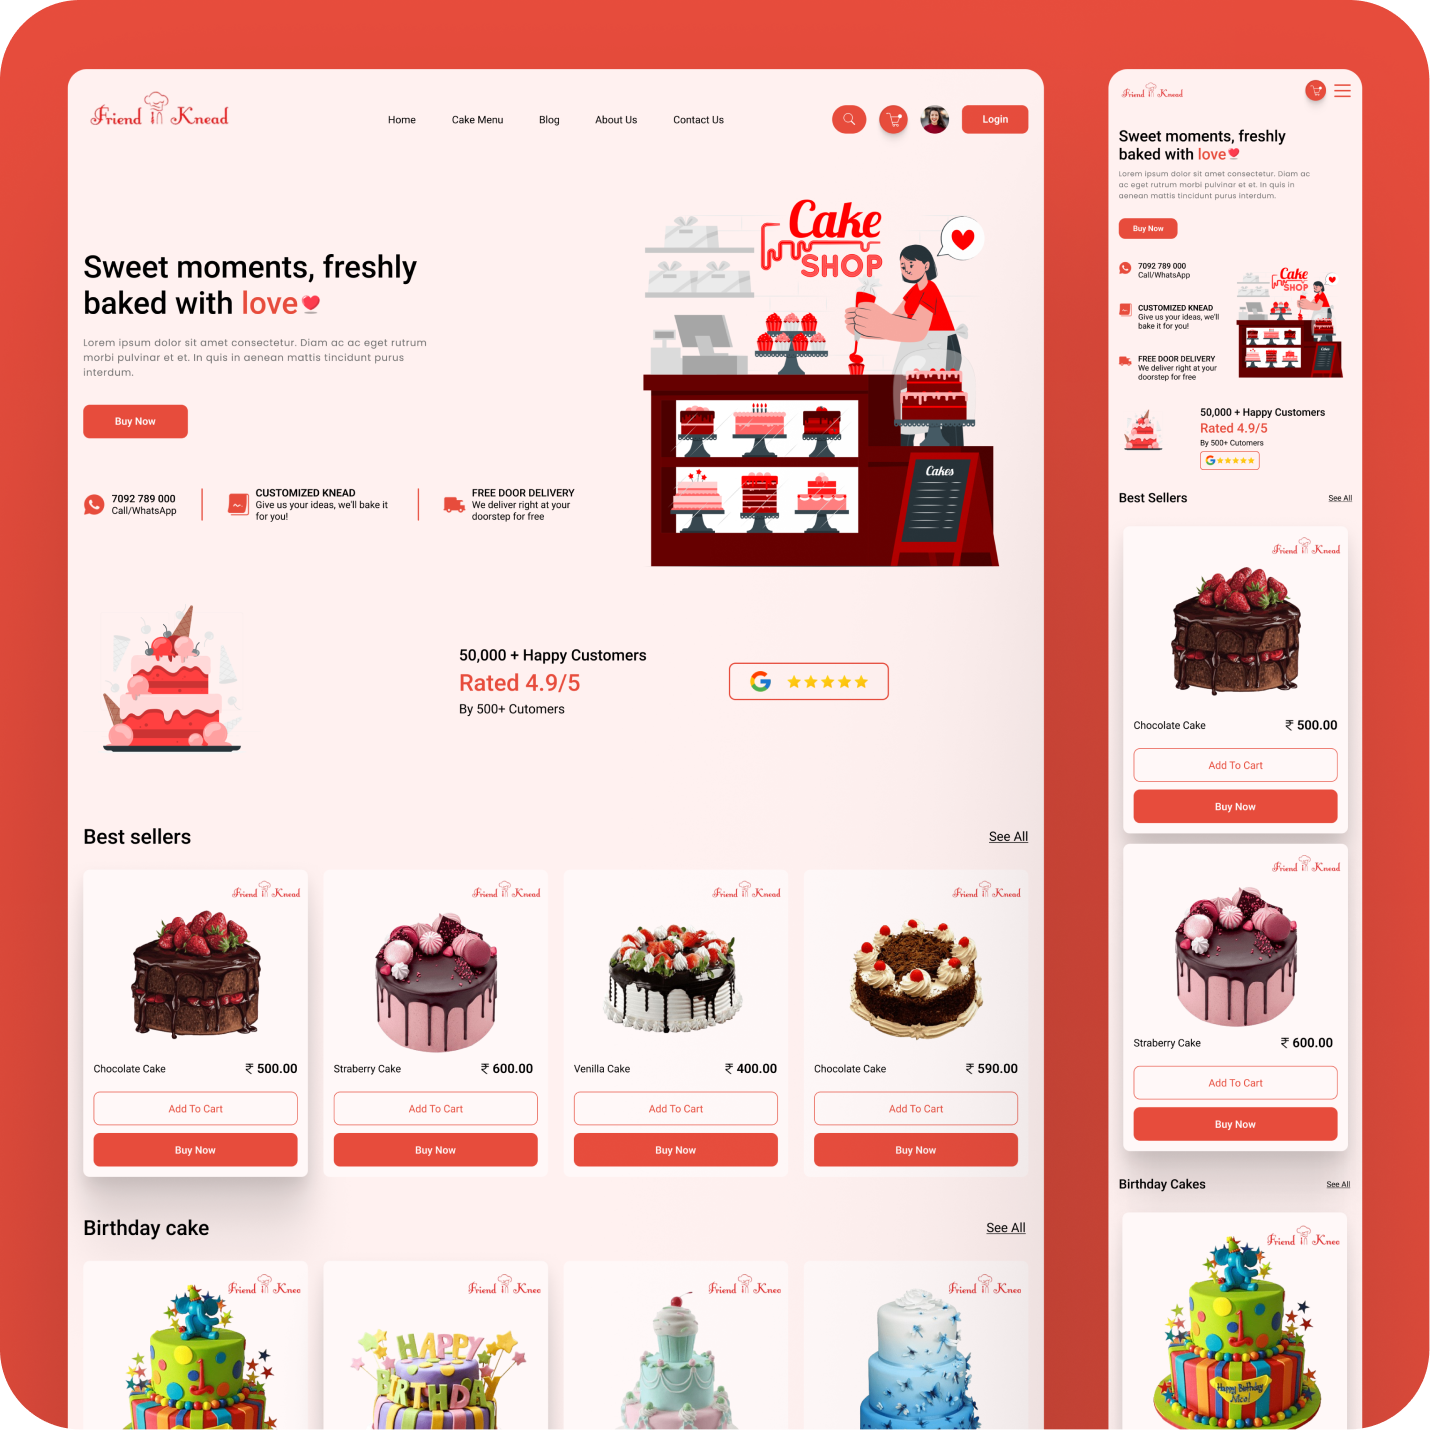 Friend Knead
Home
Cake Menu
Blog
About Us
Contact Us
Login
Sweet moments, freshly
baked with love
Lorem ipsum dolor sit amet consectetur. Diam ac ac eget rutrum
morbi pulvinar et et. In quis in aenean mattis tincidunt purus
interdum.
Buy Now
7092 789 000
Call/WhatsApp
CUSTOMIZED KNEAD
Give us your ideas, we'll bake it
for you!
FREE DOOR DELIVERY
We deliver right at your
doorstep for free
Cake
SHOP
Cakes
50,000 + Happy Customers
Rated 4.9/5
By 500+ Cutomers
G
Best sellers
See All
Friend Knead
Chocolate Cake
₹ 500.00
Add To Cart
Buy Now
Friend Knead
Straberry Cake
₹ 600.00
Add To Cart
Buy Now
Friend Knead
Venilla Cake
₹ 400.00
Add To Cart
Buy Now
Friend Knead
Chocolate Cake
₹ 590.00
Add To Cart
Buy Now
Birthday cake
See All
Friend Knea
1
Friend Knea
HAPPY
BIRTHDA
Friend Knea
Friend Knea
Friend Knead
Sweet moments, freshly
baked with love
Lorem ipsum dolor sit amet consectetur. Diam ac
ac eget rutrum morbi pulvinar et et. In quis in
aenean mattis tincidunt purus interdum.
Buy Now
7092 789 000
Call/WhatsApp
CUSTOMIZED KNEAD
Give us your ideas, we'll
bake it for you!
FREE DOOR DELIVERY
We deliver right at your
doorstep for free
Cake
SHOP
Cakes
50,000 + Happy Customers
Rated 4.9/5
By 500+ Cutomers
G
Best Sellers
See All
Friend Knead
Chocolate Cake
₹ 500.00
Add To Cart
Buy Now
Friend Knead
Straberry Cake
₹ 600.00
Add To Cart
Buy Now
Birthday Cakes
See All
Friend Knea
1
Happy Birthday
Nico!